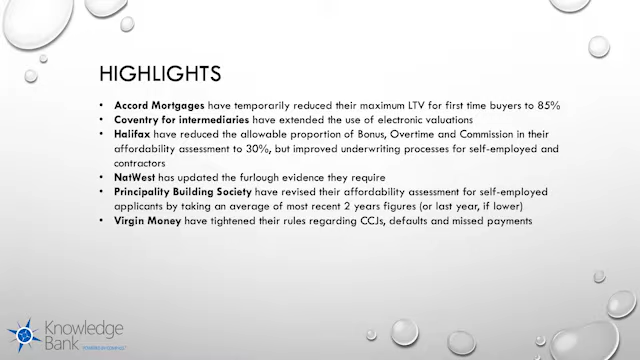 HIGHLIGHTS
• Accord Mortgages have temporarily reduced their maximum LTV for first time buyers to 85%
• Coventry for intermediaries have extended the use of electronic valuations
• Halifax have reduced the allowable proportion of Bonus, Overtime and Commission in their
affordability assessment to 30%, but improved underwriting processes for self-employed and
contractors
• NatWest has updated the furlough evidence they require
• Principality Building Society have revised their affordability assessment for self-employed
applicants by taking an average of most recent 2 years figures (or last year, if lower)
• Virgin Money have tightened their rules regarding CCJs, defaults and missed payments
Knowledge
Bank